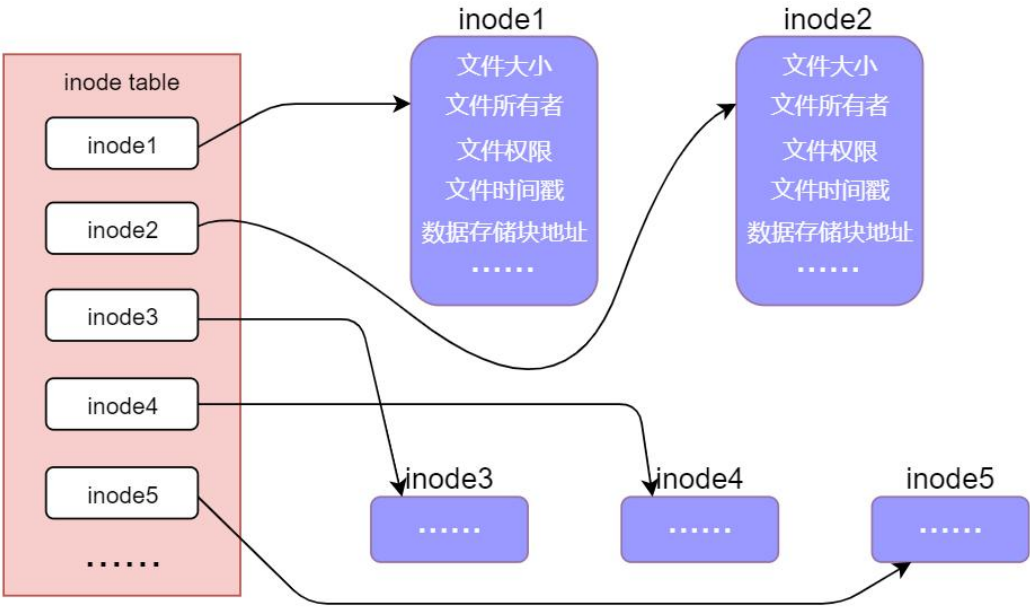 inode table
inode1
inode2
inode3
inode4
inode5
······
inode1
文件大小
文件所有者
文件权限
文件时间戳
数据存储块地址
······
inode2
文件大小
文件所有者
文件权限
文件时间戳
数据存储块地址
······
inode3
······
inode4
······
inode5
······